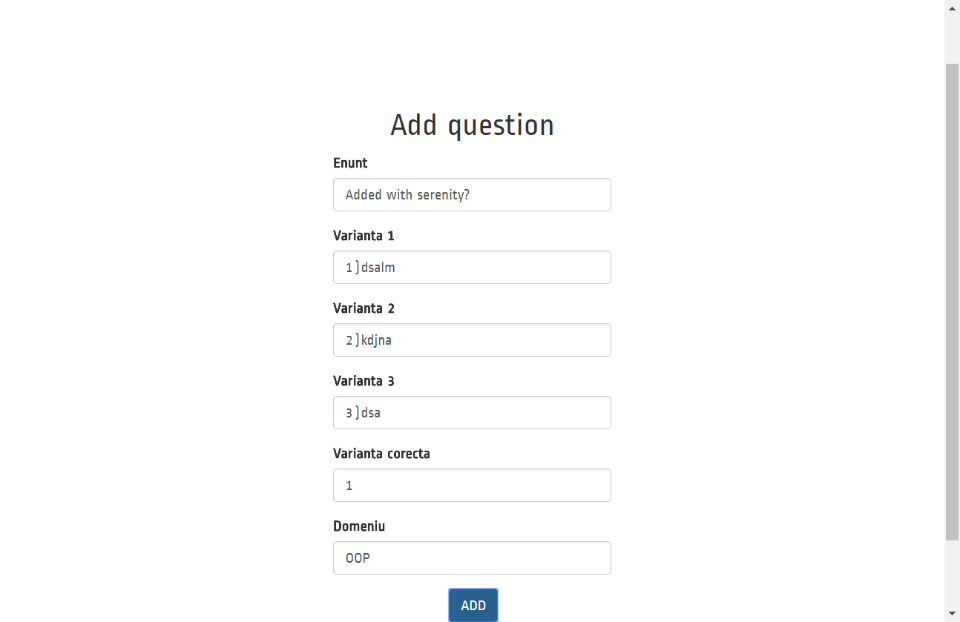 Add question
Enunt
Added with serenity?
Varianta 1
1)dsalm
Varianta 2
2)kdjna
Varianta 3
3)dsa
Varianta corecta
1
Domeniu
OOP
ADD